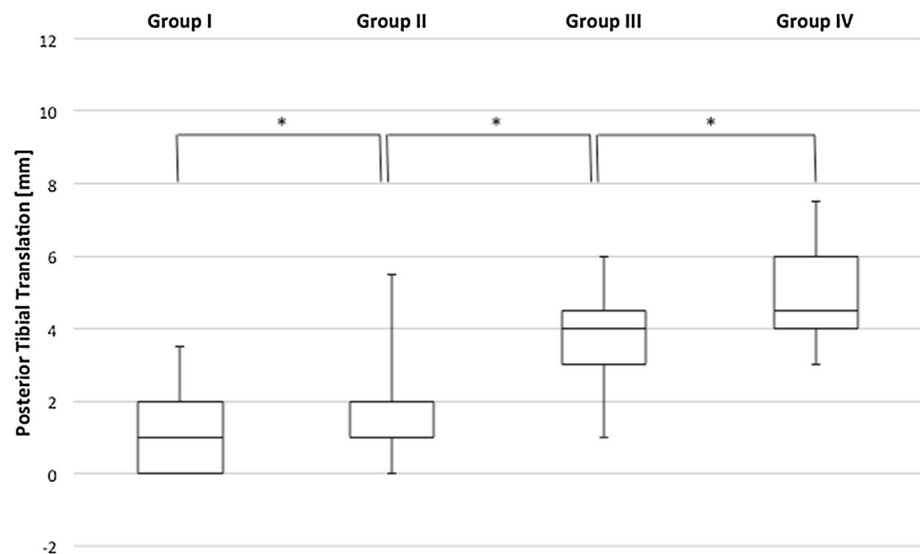 Group I Group II Group III Group IV
12
10
* * *
8
6
4
2
0
-2
Posterior Tibial Translation [mm]